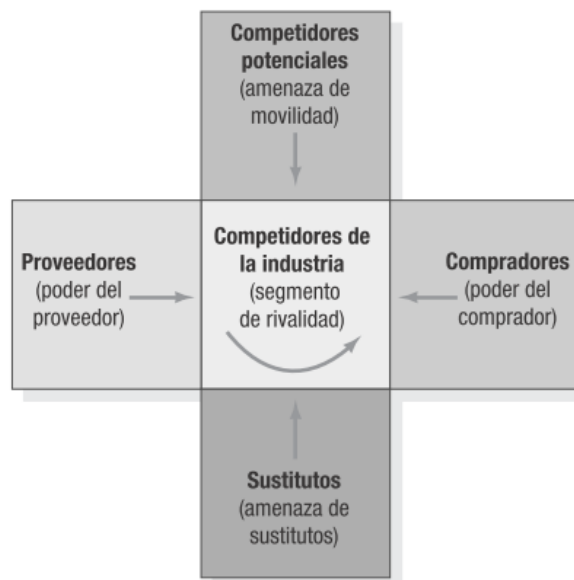 Competidores
potenciales
(amenaza de
movilidad)
Proveedores
(poder del
proveedor)
Competidores de
la industria
(segmento
de rivalidad)
Compradores
(poder del
comprador)
Sustitutos
(amenaza de
sustitutos)